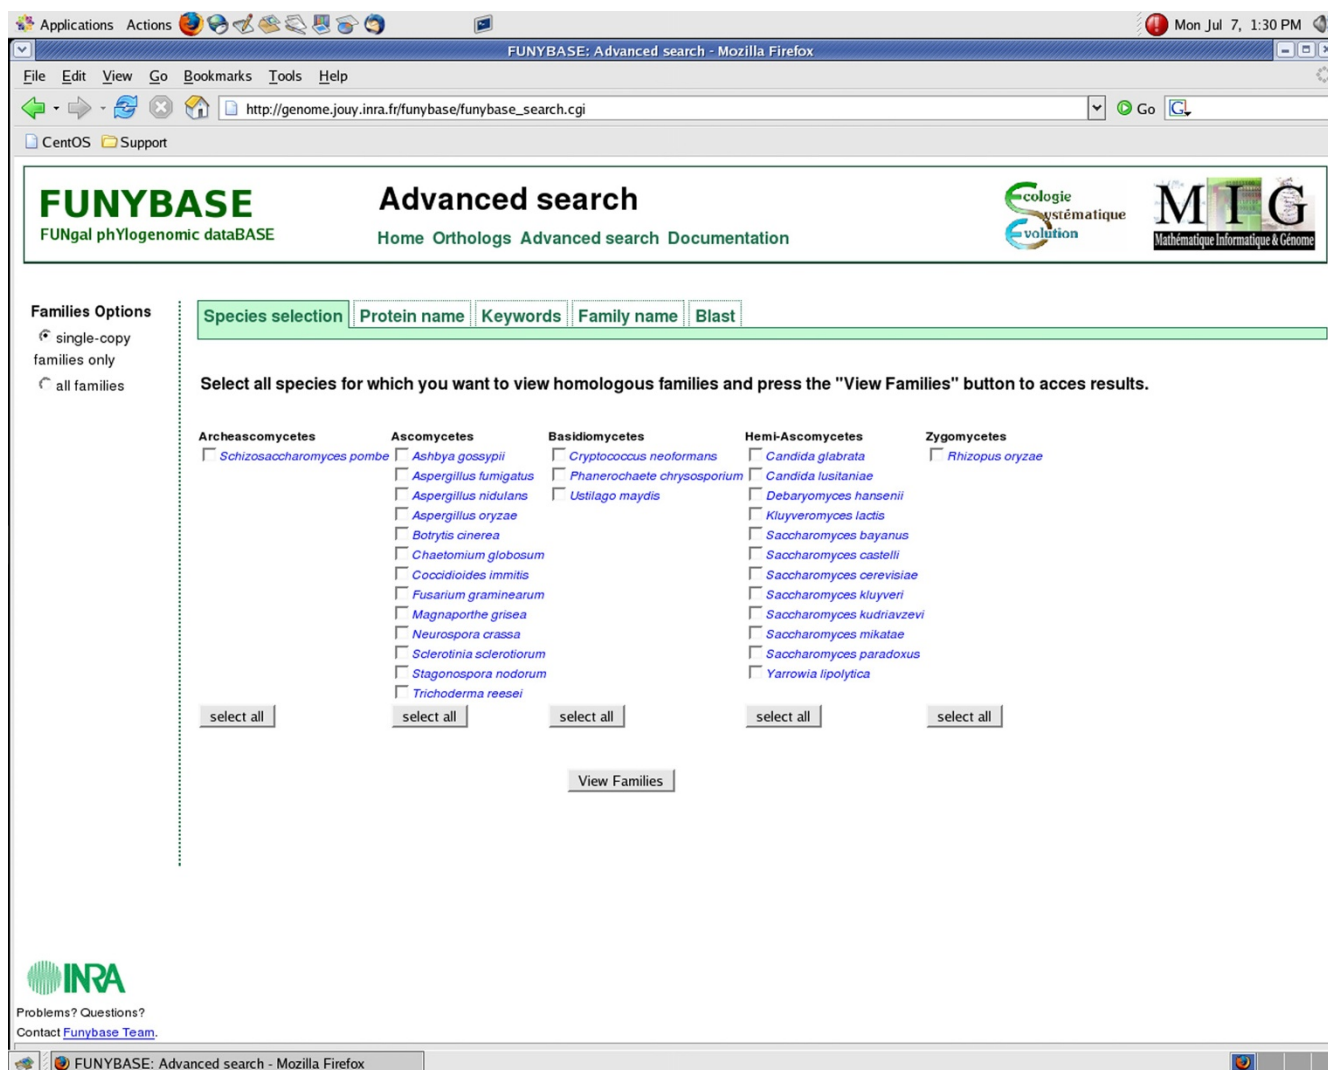 Applications Actions Mon Jul 7, 1:30 PM
FUNYBASE: Advanced search - Mozilla Firefox
File Edit View Go Bookmarks Tools Help
http://genome.jouy.inra.fr/funybase/funybase_search.cgi Go G
CentOS Support
FUNYBASE
FUNgal phYlogenomic dataBASE
Advanced search
Home Orthologs Advanced search Documentation
Ecologie
Systématique
Evolution
MIG
Mathématique Informatique & Génome
Families Options
single-copy
families only
all families
Species selection Protein name Keywords Family name Blast
Select all species for which you want to view homologous families and press the "View Families" button to acces results.
Archeascomycetes
Schizosaccharomyces pombe
select all
Ascomycetes
Ashbya gossypii
Aspergillus fumigatus
Aspergillus nidulans
Aspergillus oryzae
Botrytis cinerea
Chaetomium globosum
Coccidioides immitis
Fusarium graminearum
Magnaporthe grisea
Neurospora crassa
Sclerotinia sclerotiorum
Stagonospora nodorum
Trichoderma reesei
select all
Basidiomycetes
Cryptococcus neoformans
Phanerochaete chrysosporium
Ustilago maydis
select all
Hemi-Ascomycetes
Candida glabrata
Candida lusitaniae
Debaryomyces hansenii
Kluyveromyces lactis
Saccharomyces bayanus
Saccharomyces castelli
Saccharomyces cerevisiae
Saccharomyces kluyveri
Saccharomyces kudriavzevi
Saccharomyces mikatae
Saccharomyces paradoxus
Yarrowia lipolytica
select all
Zygomycetes
Rhizopus oryzae
select all
View Families
INRA
Problems? Questions?
Contact Funybase Team.
FUNYBASE: Advanced search - Mozilla Firefox